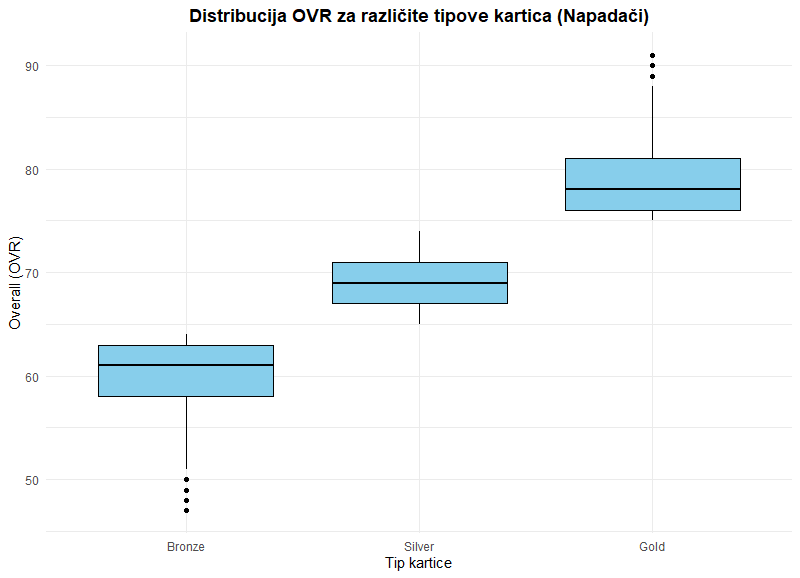 Distribucija OVR za različite tipove kartica (Napadači)
Overall (OVR)
90
80
70
60
50
Bronze Silver Gold
Tip kartice